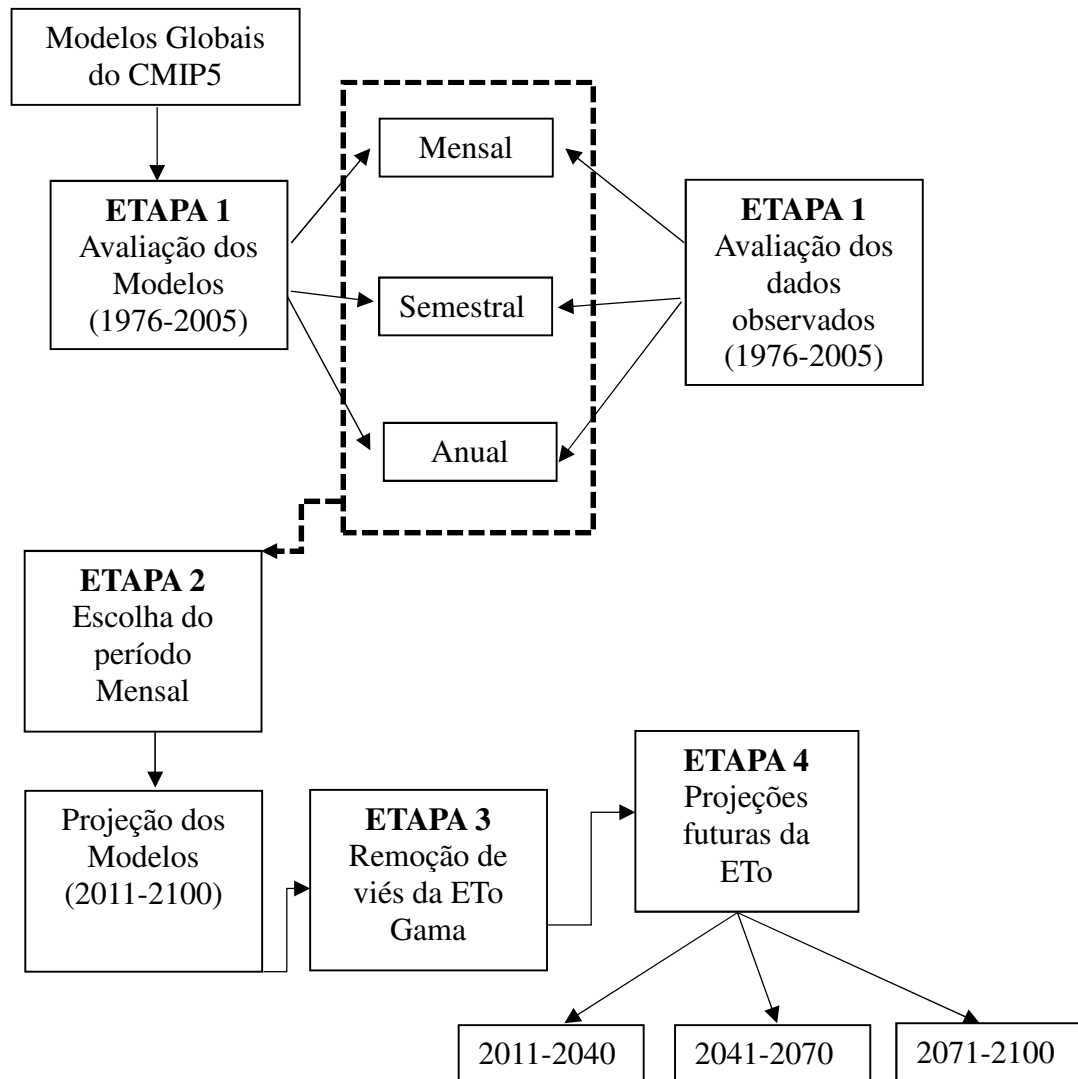 Modelos Globais
do CMIP5
ETAPA 1
Avaliação dos
Modelos
(1976-2005)
Mensal
Semestral
Anual
ETAPA 1
Avaliação dos
dados
observados
(1976-2005)
ETAPA 2
Escolha do
período
Mensal
Projeção dos
Modelos
(2011-2100)
ETAPA 3
Remoção de
viés da ETo
Gama
ETAPA 4
Projeções
futuras da
ETo
2011-2040
2041-2070
2071-2100